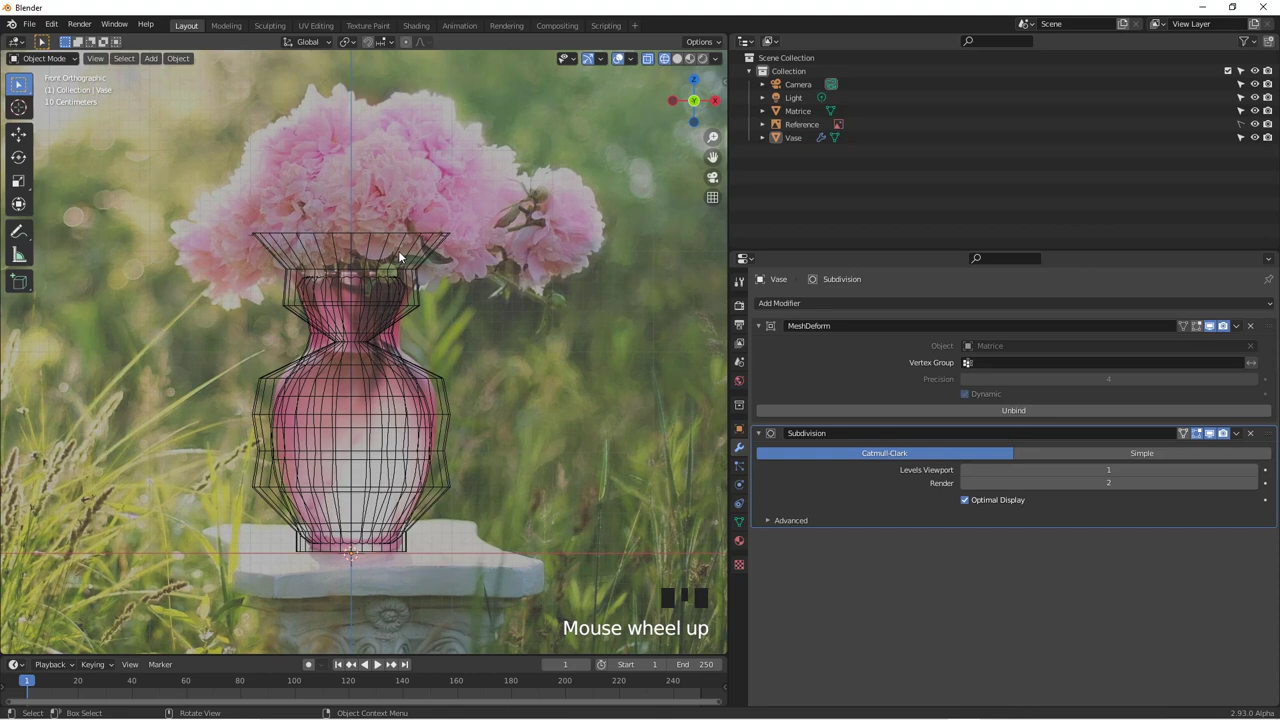 Blender
File Edit Render Window Help Layout Modeling Sculpting UV Editing Texture Paint Shading Animation Rendering Compositing Scripting + Scene View Layer
Global Options
Object Mode View Select Add Object
Front Orthographic
(1) Collection | Vase
10 Centimeters
Z
Y
X
Scene Collection
Collection
Camera
Light
Matrice
Reference
Vase
Vase Subdivision
Add Modifier
MeshDeform
Object Matrice
Vertex Group
Precision 4
Dynamic
Unbind
Subdivision
Catmull-Clark Simple
Levels Viewport 1
Render 2
Optimal Display
Advanced
Mouse wheel up
Playback Keying View Marker 1 Start 1 End 250
1 20 40 60 80 100 120 140 160 180 200 220 240
Select Box Select Rotate View Object Context Menu 2.93.0 Alpha